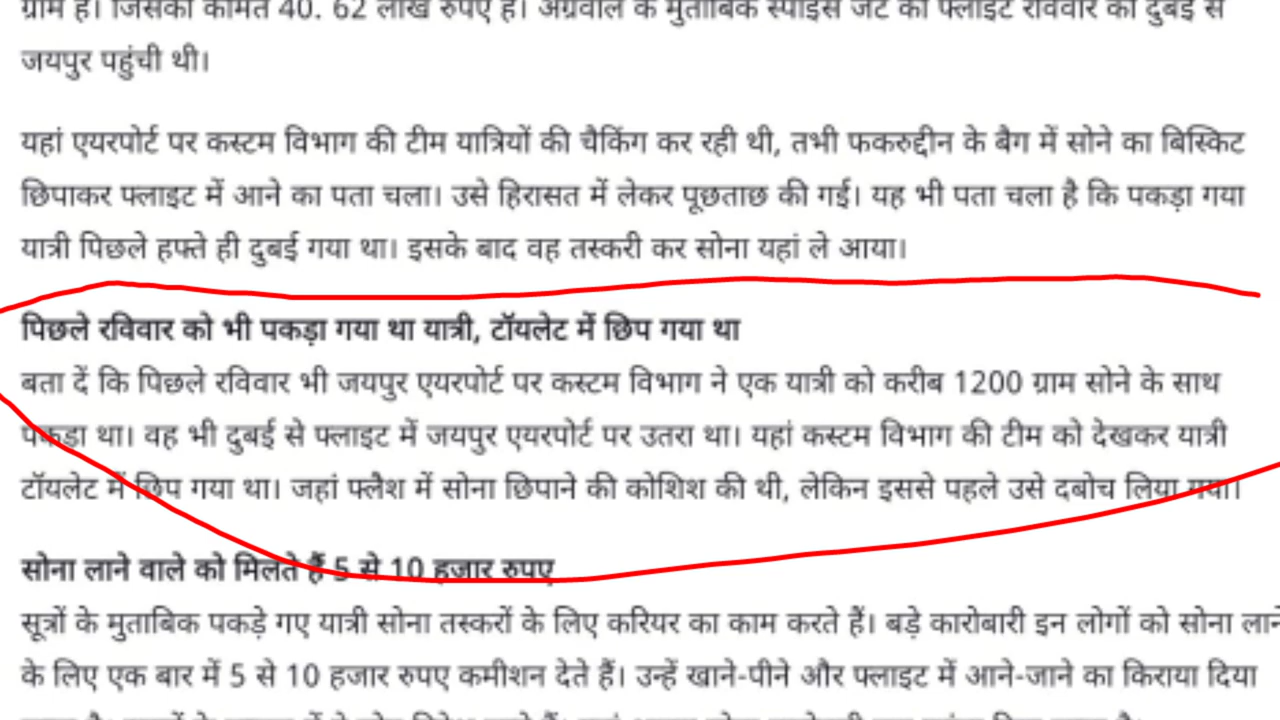 ग्राम है। जिसकी कीमत 40. 62 लाख रुपए है। अग्रवाल के मुताबिक स्पाइस जेट की फ्लाइट रविवार को दुबई से
जयपुर पहुंची थी।
यहां एयरपोर्ट पर कस्टम विभाग की टीम यात्रियों की चैकिंग कर रही थी, तभी फकरुद्दीन के बैग में सोने का बिस्किट
छिपाकर फ्लाइट में आने का पता चला। उसे हिरासत में लेकर पूछताछ की गई। यह भी पता चला है कि पकड़ा गया
यात्री पिछले हफ्ते ही दुबई गया था। इसके बाद वह तस्करी कर सोना यहां ले आया।
पिछले रविवार को भी पकड़ा गया था यात्री, टॉयलेट में छिप गया था
बता दें कि पिछले रविवार भी जयपुर एयरपोर्ट पर कस्टम विभाग ने एक यात्री को करीब 1200 ग्राम सोने के साथ
पकडा था। वह भी दुबई से फ्लाइट में जयपुर एयरपोर्ट पर उतरा था। यहां कस्टम विभाग की टीम को देखकर यात्री
टॉयलेट में छिप गया था। जहां फ्लैश में सोना छिपाने की कोशिश की थी, लेकिन इससे पहले उसे दबोच लिया गया।
सोना लाने वाले को मिलते हैं 5 से 10 हजार रुपए
सूत्रों के मुताबिक पकड़े गए यात्री सोना तस्करों के लिए करियर का काम करते हैं। बड़े कारोबारी इन लोगों को सोना लाने
के लिए एक बार में 5 से 10 हजार रुपए कमीशन देते हैं। उन्हें खाने-पीने और फ्लाइट में आने-जाने का किराया दिया